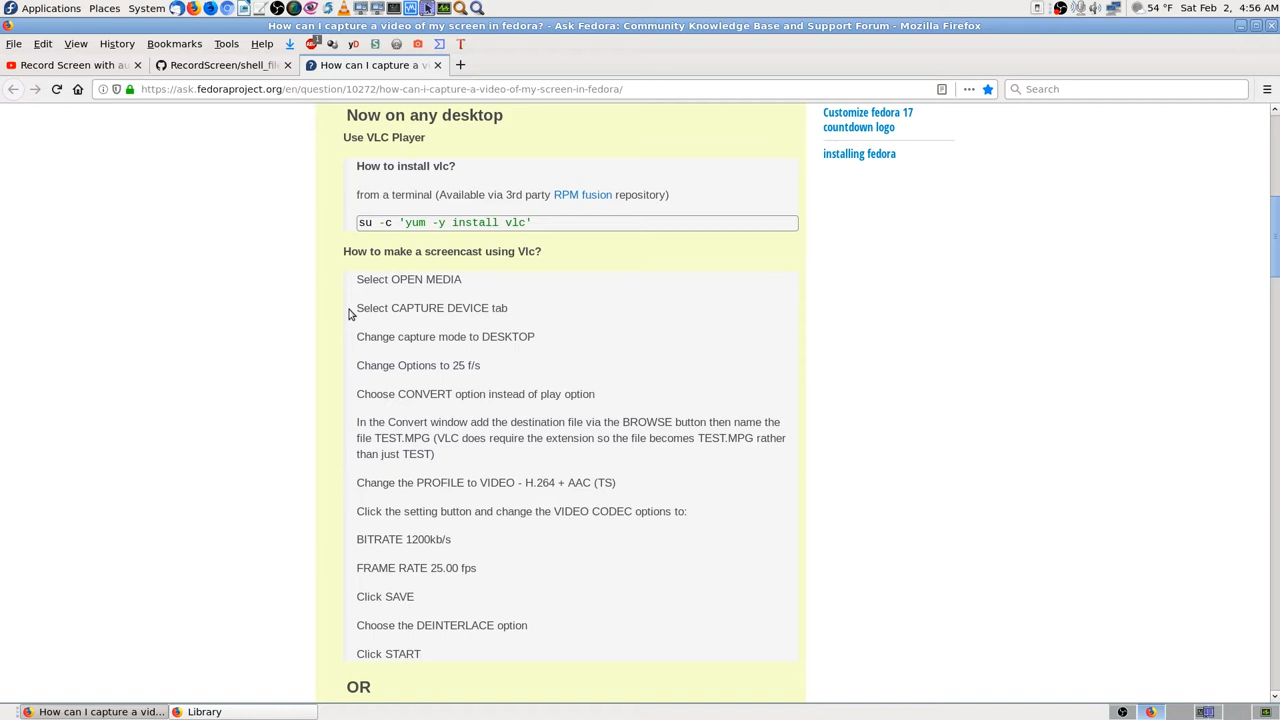 Applications Places System 54 °F Sat Feb 2, 4:56 AM
How can I capture a video of my screen in fedora? - Ask Fedora: Community Knowledge Base and Support Forum - Mozilla Firefox
File Edit View History Bookmarks Tools Help
Record Screen with au
RecordScreen/shell_file
How can I capture a vi
https://ask.fedoraproject.org/en/question/10272/how-can-i-capture-a-video-of-my-screen-in-fedora/
Search
Now on any desktop
Use VLC Player
How to install vlc?
from a terminal (Available via 3rd party RPM fusion repository)
su -c 'yum -y install vlc'
How to make a screencast using Vlc?
Select OPEN MEDIA
Select CAPTURE DEVICE tab
Change capture mode to DESKTOP
Change Options to 25 f/s
Choose CONVERT option instead of play option
In the Convert window add the destination file via the BROWSE button then name the
file TEST.MPG (VLC does require the extension so the file becomes TEST.MPG rather
than just TEST)
Change the PROFILE to VIDEO - H.264 + AAC (TS)
Click the setting button and change the VIDEO CODEC options to:
BITRATE 1200kb/s
FRAME RATE 25.00 fps
Click SAVE
Choose the DEINTERLACE option
Click START
OR
Customize fedora 17
countdown logo
installing fedora
How can I capture a vid...
Library